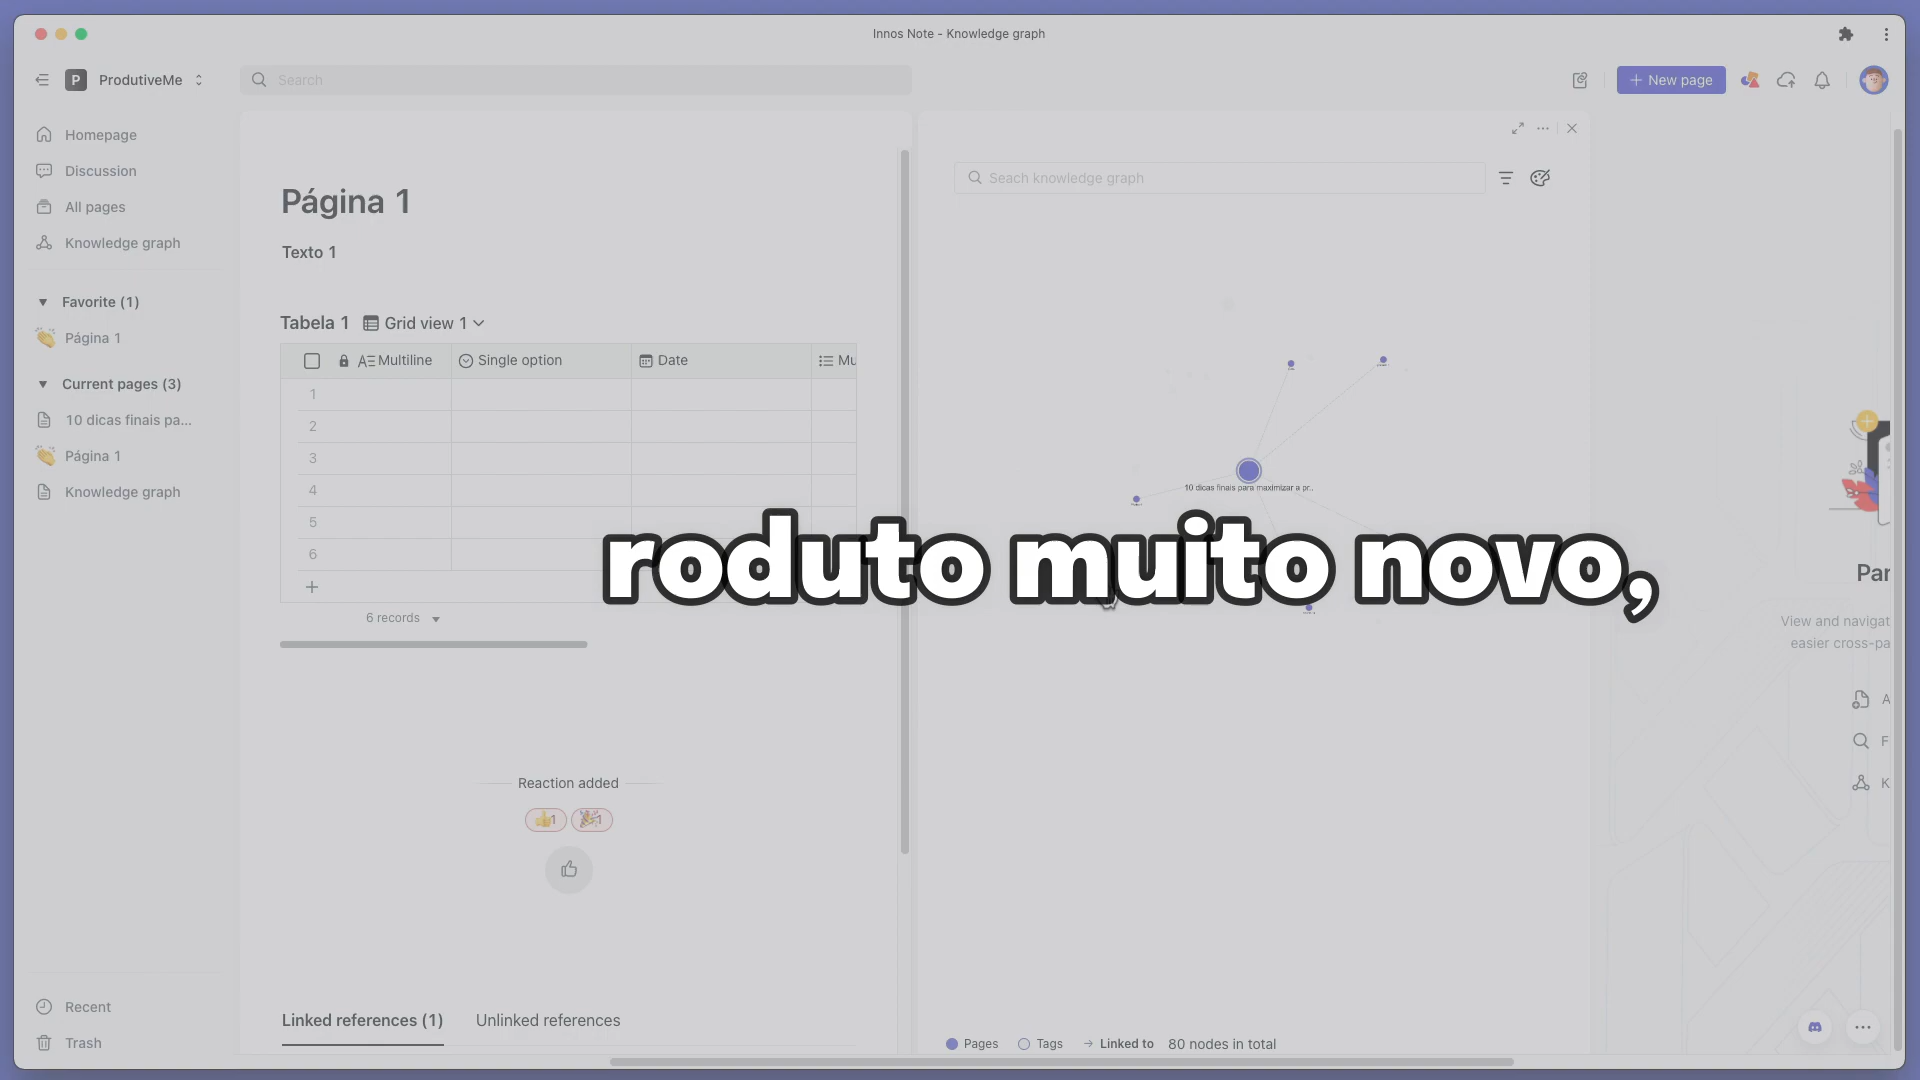 Innos Note - Knowledge graph
P ProdutiveMe
Search
New page
Homepage
Discussion
All pages
Knowledge graph
Favorite (1)
Página 1
Current pages (3)
10 dicas finais pa...
Página 1
Knowledge graph
Recent
Trash
Página 1
Texto 1
Tabela 1 Grid view 1
Multiline Single option Date Mu
1
2
3
4
5
6
6 records
Reaction added
1 1
Linked references (1) Unlinked references
Seach knowledge graph
10 dicas finais para maximizar a pr..
roduto muito novo,
Pages Tags Linked to 80 nodes in total
Par
View and navigat
easier cross-pa
A
F
K